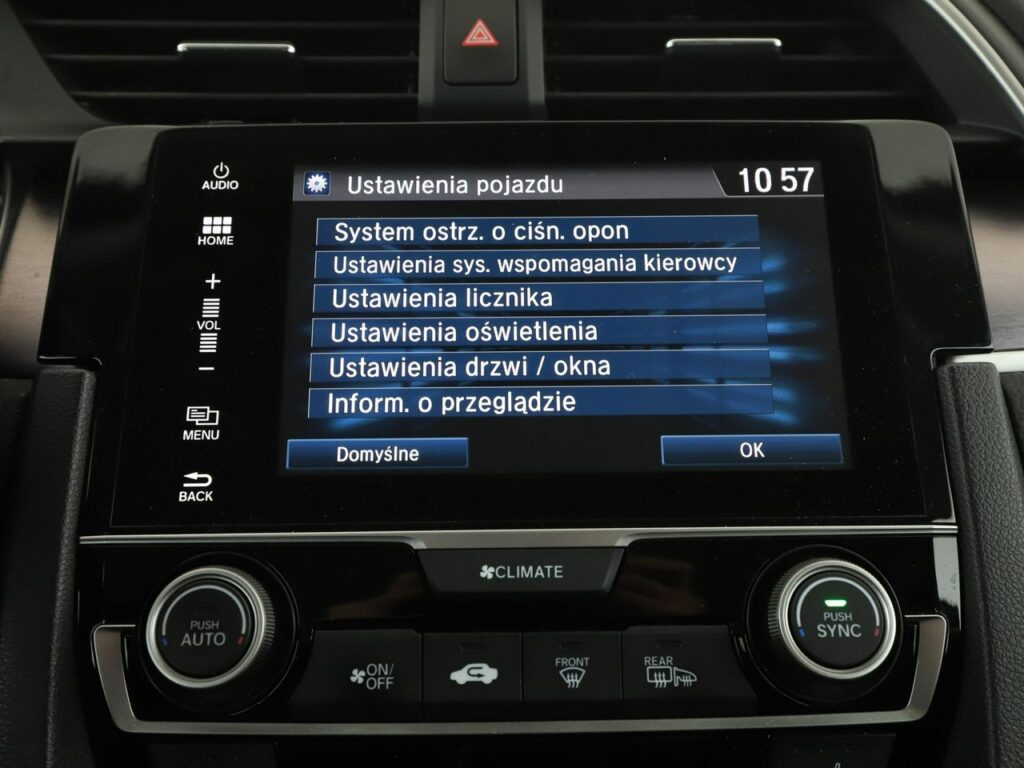 AUDIO
HOME
+
VOL
−
MENU
BACK
Ustawienia pojazdu
10 57
System ostrz. o ciśn. opon
Ustawienia sys. wspomagania kierowcy
Ustawienia licznika
Ustawienia oświetlenia
Ustawienia drzwi / okna
Inform. o przeglądzie
Domyślne
OK
CLIMATE
PUSH
AUTO
ON/
OFF
FRONT
REAR
PUSH
SYNC